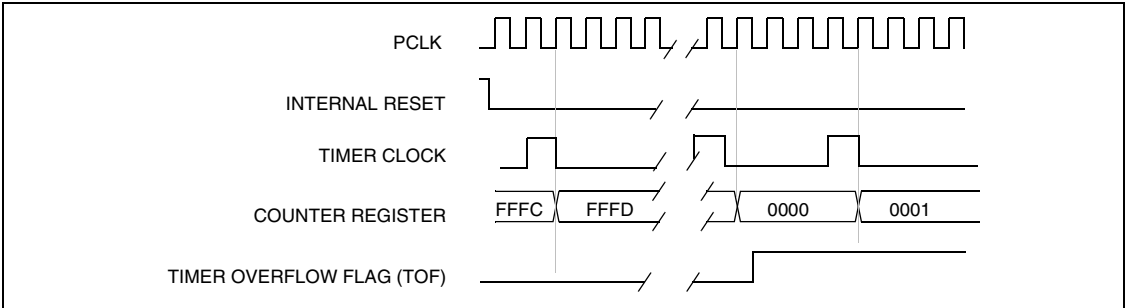 PCLK
INTERNAL RESET
TIMER CLOCK
COUNTER REGISTER FFFC FFFD 0000 0001
TIMER OVERFLOW FLAG (TOF)